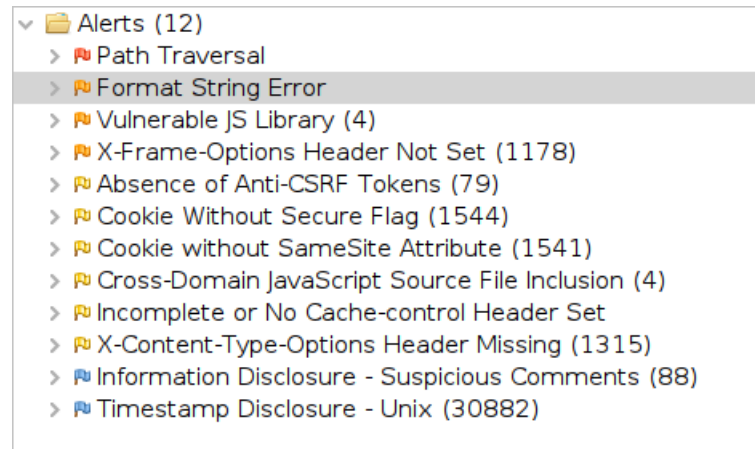 Alerts (12)
Path Traversal
Format String Error
Vulnerable JS Library (4)
X-Frame-Options Header Not Set (1178)
Absence of Anti-CSRF Tokens (79)
Cookie Without Secure Flag (1544)
Cookie without SameSite Attribute (1541)
Cross-Domain JavaScript Source File Inclusion (4)
Incomplete or No Cache-control Header Set
X-Content-Type-Options Header Missing (1315)
Information Disclosure - Suspicious Comments (88)
Timestamp Disclosure - Unix (30882)